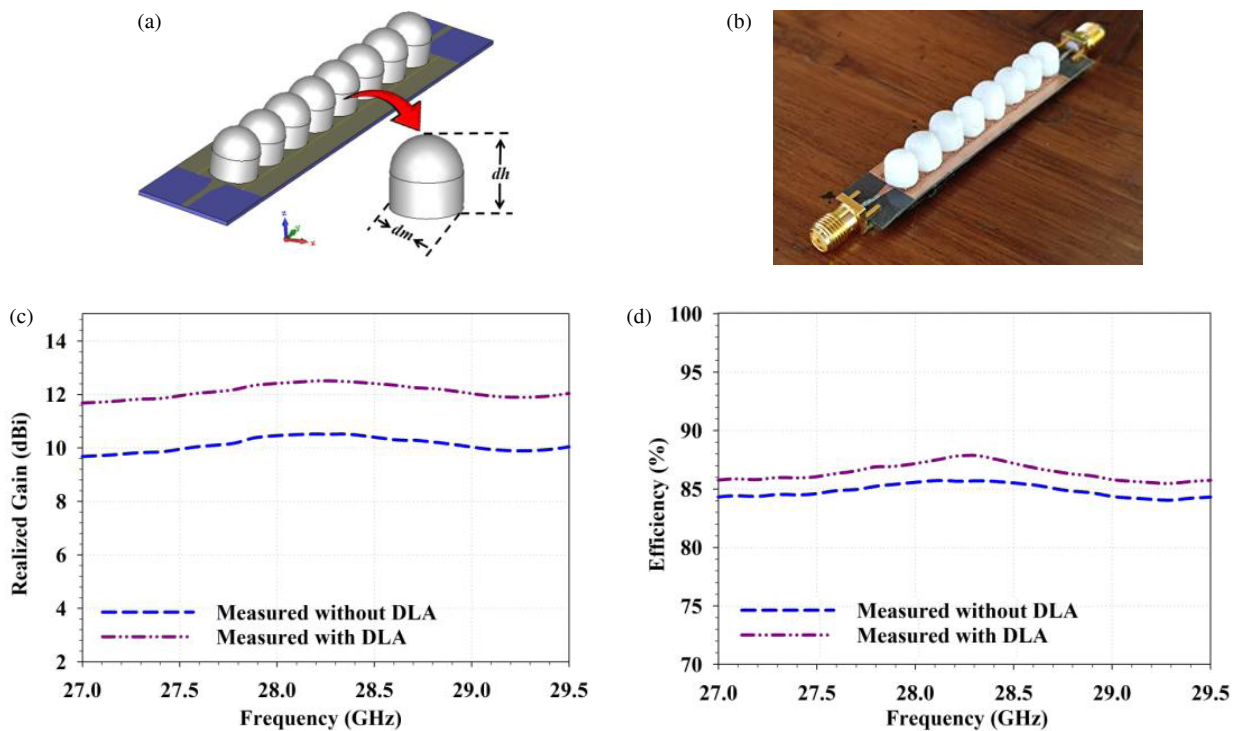 (a)
(b)
dh
dm
z
y
x
(c)
Realized Gain (dBi)
14
12
10
8
6
4
2
Measured without DLA
Measured with DLA
27.0 27.5 28.0 28.5 29.0 29.5
Frequency (GHz)
(d)
Efficiency (%)
100
95
90
85
80
75
70
Measured without DLA
Measured with DLA
27.0 27.5 28.0 28.5 29.0 29.5
Frequency (GHz)